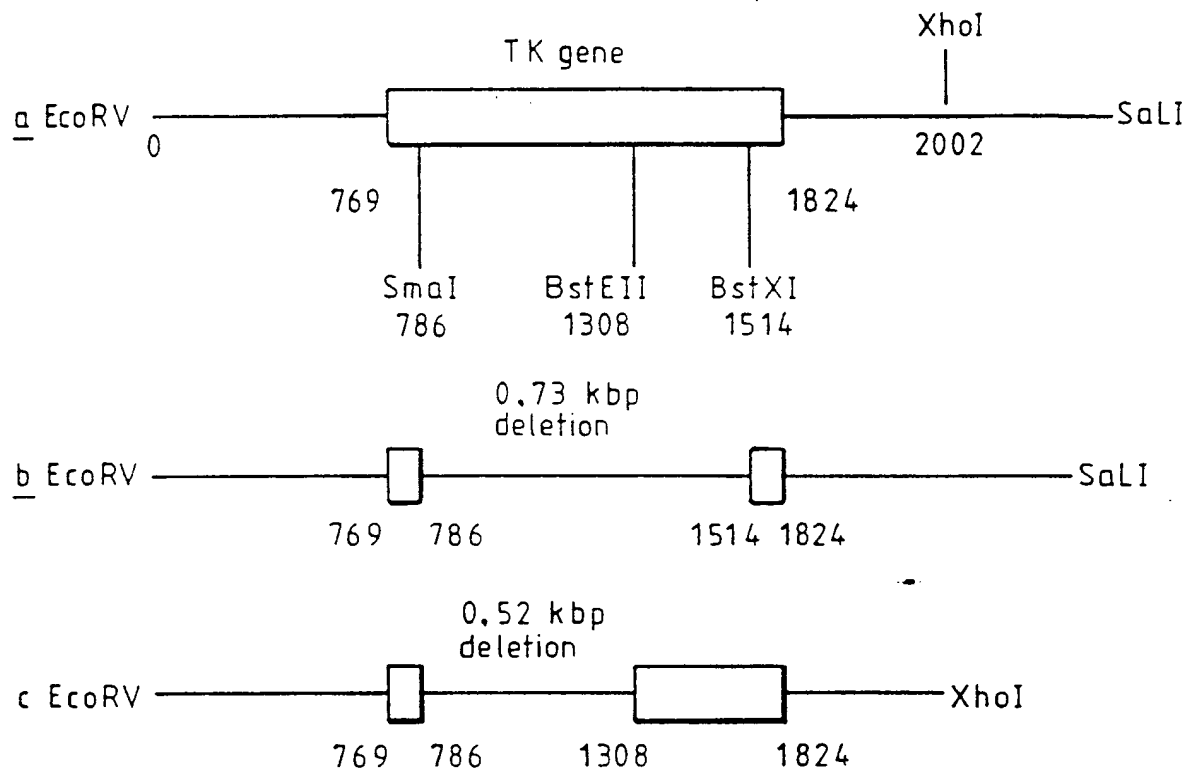 XhoI
TK gene
a EcoRV
SaLI
0
2002
769
1824
SmaI BstEII BstXI
786 1308 1514
0.73 kbp
deletion
b EcoRV
SaLI
769 786 1514 1824
0.52 kbp
deletion
c EcoRV
XhoI
769 786 1308 1824